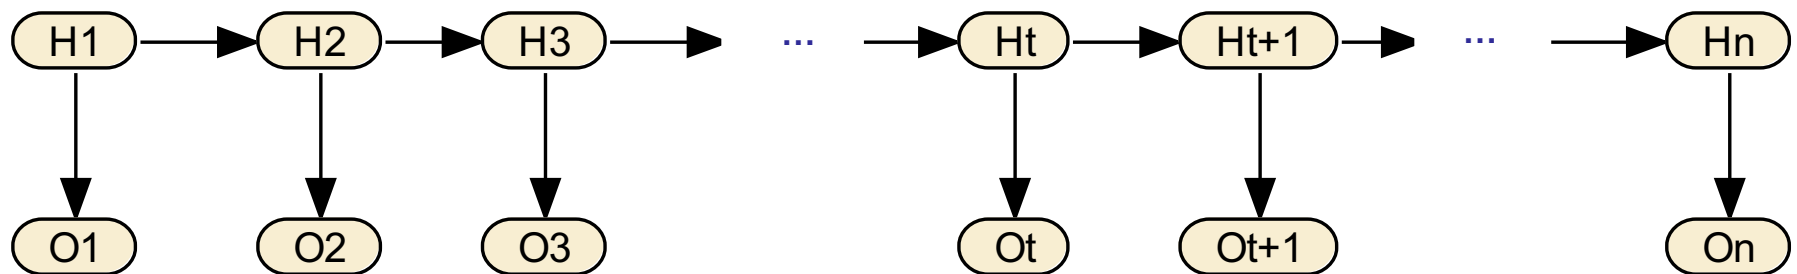 H1 H2 H3 ... Ht Ht+1 ... Hn
O1 O2 O3 Ot Ot+1 On